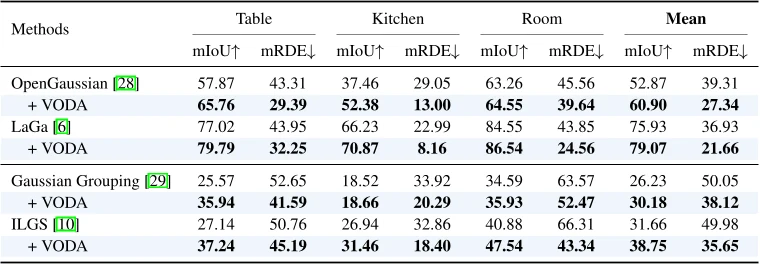 Methods Table Kitchen Room Mean
mIoU↑ mRDE↓ mIoU↑ mRDE↓ mIoU↑ mRDE↓ mIoU↑ mRDE↓
OpenGaussian [28] 57.87 43.31 37.46 29.05 63.26 45.56 52.87 39.31
+ VODA 65.76 29.39 52.38 13.00 64.55 39.64 60.90 27.34
LaGa [6] 77.02 43.95 66.23 22.99 84.55 43.85 75.93 36.93
+ VODA 79.79 32.25 70.87 8.16 86.54 24.56 79.07 21.66
Gaussian Grouping [29] 25.57 52.65 18.52 33.92 34.59 63.57 26.23 50.05
+ VODA 35.94 41.59 18.66 20.29 35.93 52.47 30.18 38.12
ILGS [10] 27.14 50.76 26.94 32.86 40.88 66.31 31.66 49.98
+ VODA 37.24 45.19 31.46 18.40 47.54 43.34 38.75 35.65